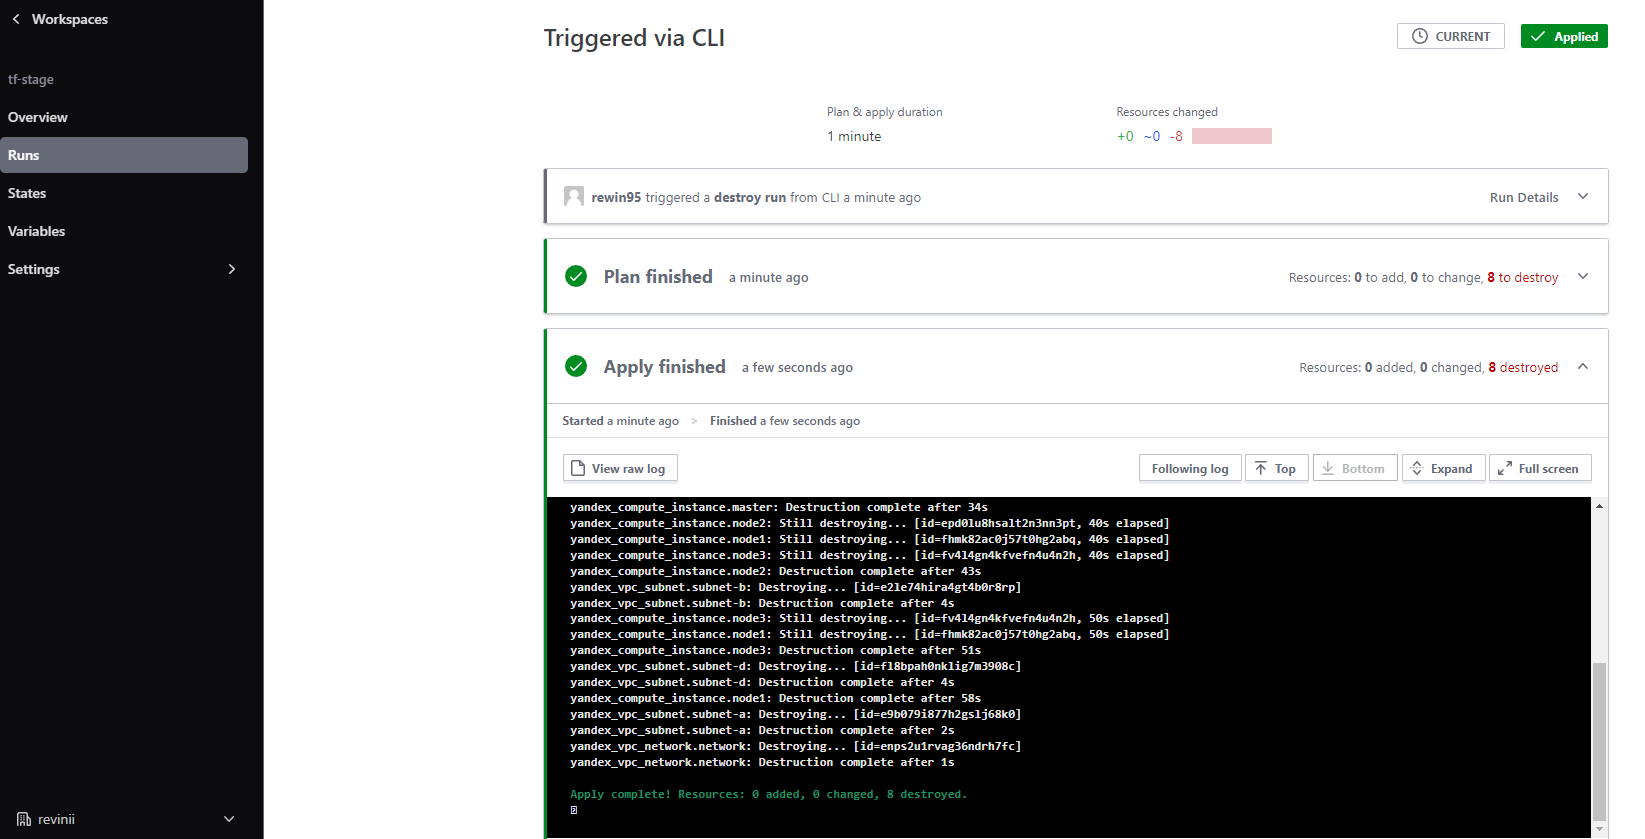 Workspaces
tf-stage
Overview
Runs
States
Variables
Settings
revinii
Triggered via CLI
CURRENT
Applied
Plan & apply duration
1 minute
Resources changed
+0 ~0 -8
rewin95 triggered a destroy run from CLI a minute ago
Run Details
Plan finished a minute ago
Resources: 0 to add, 0 to change, 8 to destroy
Apply finished a few seconds ago
Resources: 0 added, 0 changed, 8 destroyed
Started a minute ago > Finished a few seconds ago
View raw log
Following log
Top
Bottom
Expand
Full screen
yandex_compute_instance.master: Destruction complete after 34s
yandex_compute_instance.node2: Still destroying... [id=epd0lu8hsalt2n3nn3pt, 40s elapsed]
yandex_compute_instance.node1: Still destroying... [id=fhmk82ac0j57t0hg2abq, 40s elapsed]
yandex_compute_instance.node3: Still destroying... [id=fv4l4gn4kfvefn4u4n2h, 40s elapsed]
yandex_compute_instance.node2: Destruction complete after 43s
yandex_vpc_subnet.subnet-b: Destroying... [id=e2le74hira4gt4b0r8rp]
yandex_vpc_subnet.subnet-b: Destruction complete after 4s
yandex_compute_instance.node3: Still destroying... [id=fv4l4gn4kfvefn4u4n2h, 50s elapsed]
yandex_compute_instance.node1: Still destroying... [id=fhmk82ac0j57t0hg2abq, 50s elapsed]
yandex_compute_instance.node3: Destruction complete after 51s
yandex_vpc_subnet.subnet-d: Destroying... [id=fl8bpah0nklig7m3908c]
yandex_vpc_subnet.subnet-d: Destruction complete after 4s
yandex_compute_instance.node1: Destruction complete after 58s
yandex_vpc_subnet.subnet-a: Destroying... [id=e9b079i877h2gslj68k0]
yandex_vpc_subnet.subnet-a: Destruction complete after 2s
yandex_vpc_network.network: Destroying... [id=enps2u1rvag36ndrh7fc]
yandex_vpc_network.network: Destruction complete after 1s
Apply complete! Resources: 0 added, 0 changed, 8 destroyed.